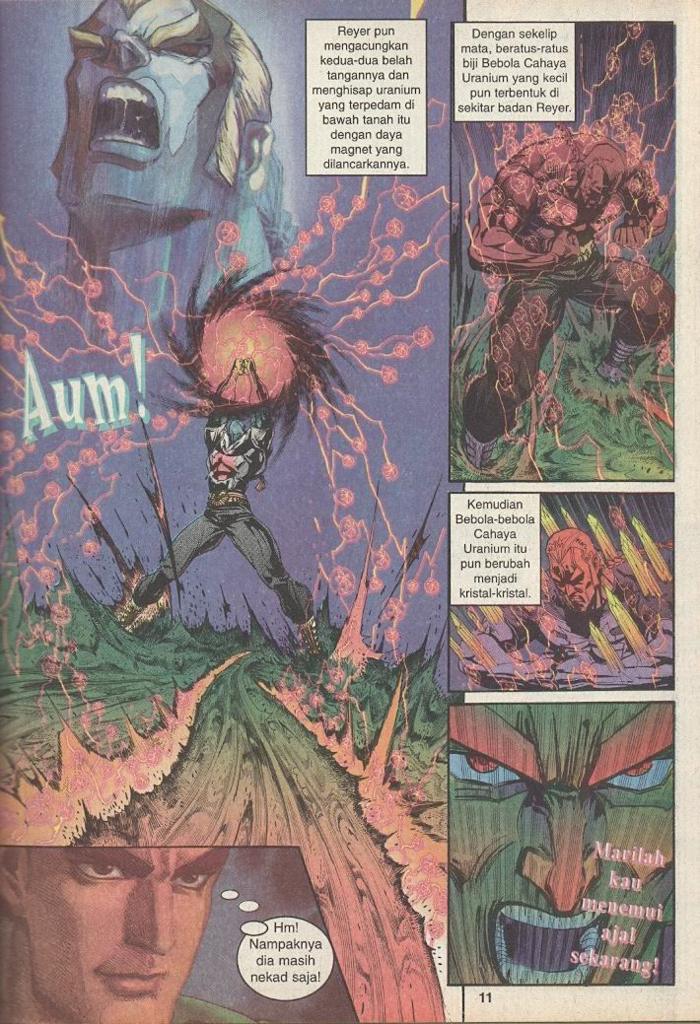 Reyer pun
mengacungkan
kedua-dua belah
tangannya dan
menghisap uranium
yang terpedam di
bawah tanah itu
dengan daya
magnet yang
dilancarkannya.
Aum!
Hm!
Nampaknya
dia masih
nekad saja!
Dengan sekelip
mata, beratus-ratus
biji Bebola Cahaya
Uranium yang kecil
pun terbentuk di
sekitar badan Reyer.
Kemudian
Bebola-bebola
Cahaya
Uranium itu
pun berubah
menjadi
kristal-kristal.
Marilah
kau
menemui
ajal
sekarang!
11